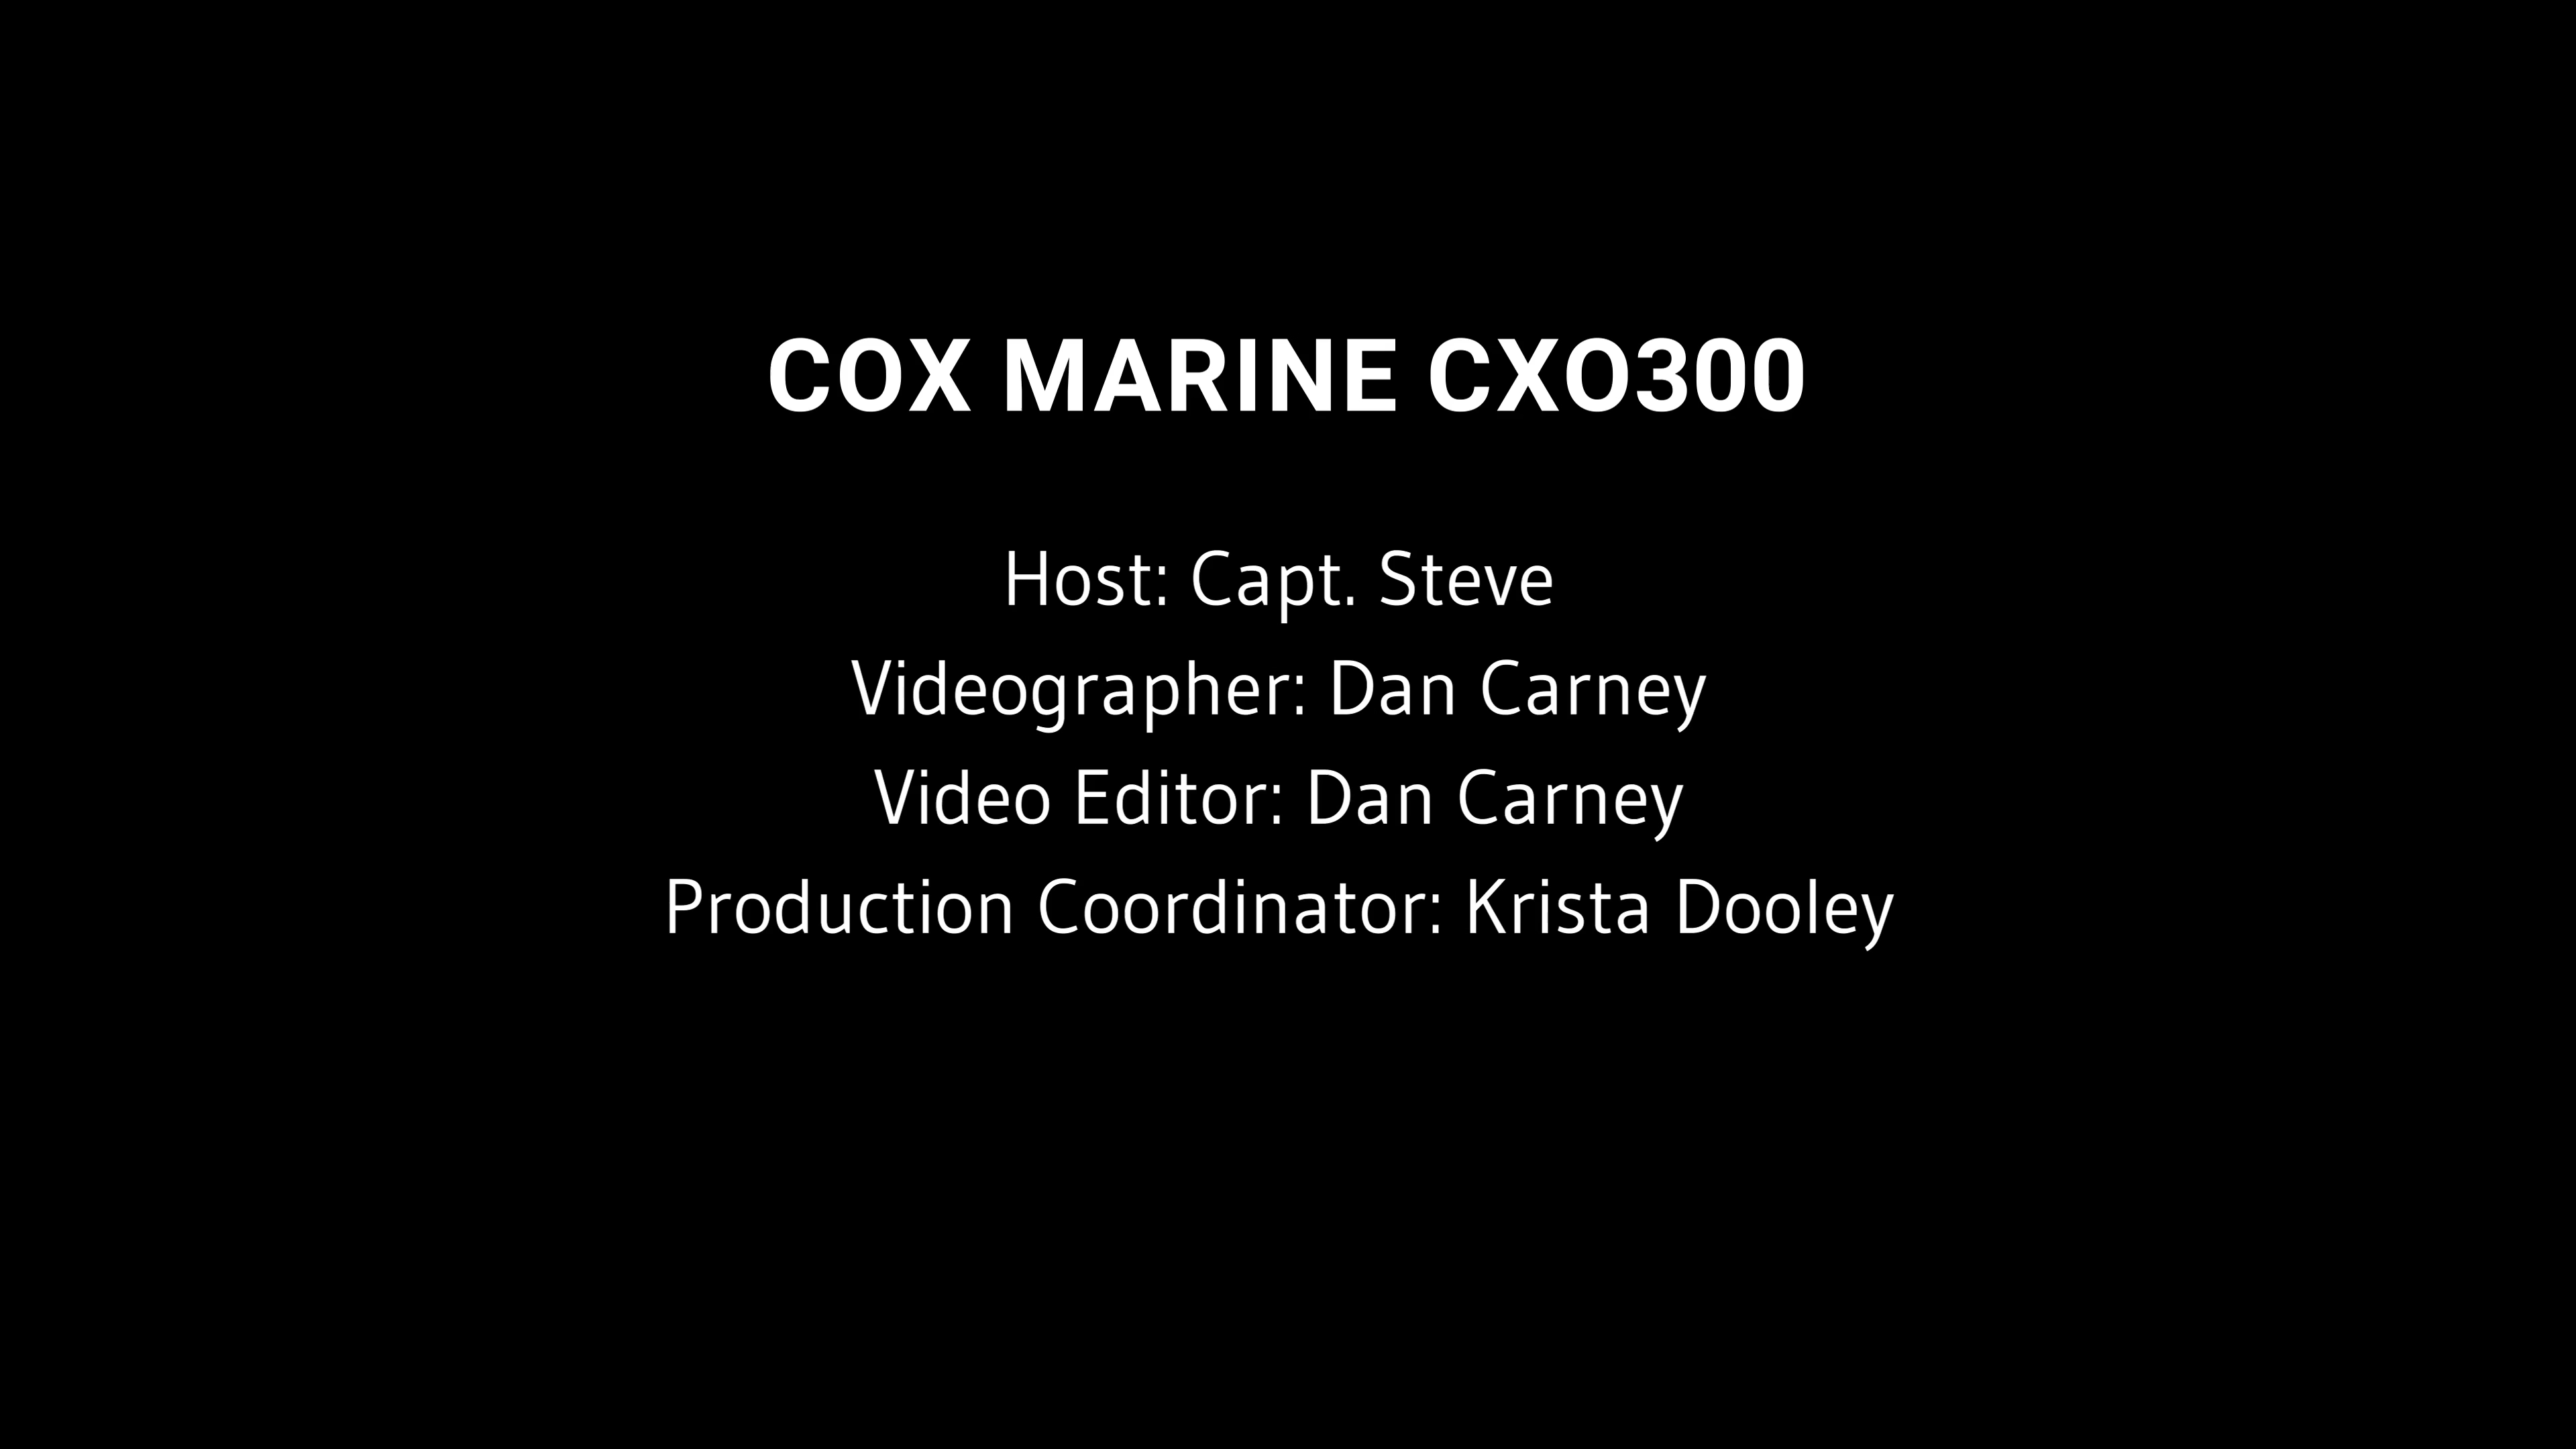 COX MARINE CXO300
Host: Capt. Steve
Videographer: Dan Carney
Video Editor: Dan Carney
Production Coordinator: Krista Dooley